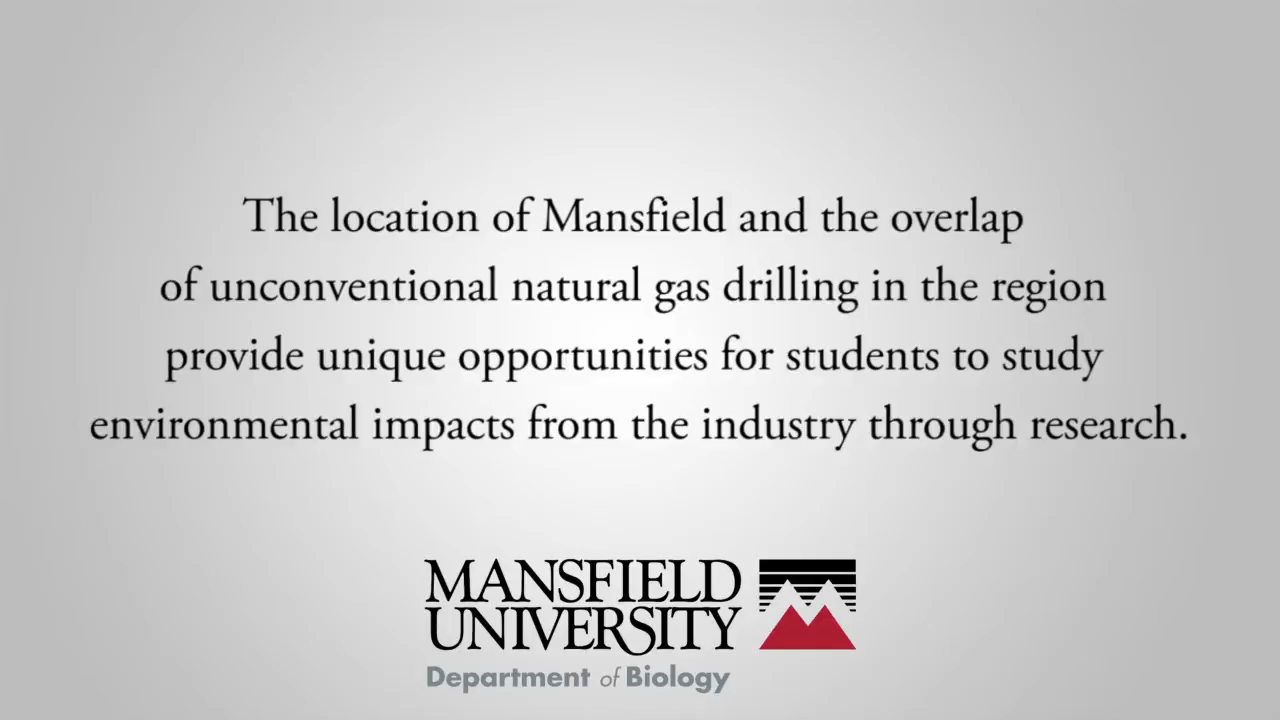 The location of Mansfield and the overlap
of unconventional natural gas drilling in the region
provide unique opportunities for students to study
environmental impacts from the industry through research.
MANSFIELD
UNIVERSITY
Department of Biology